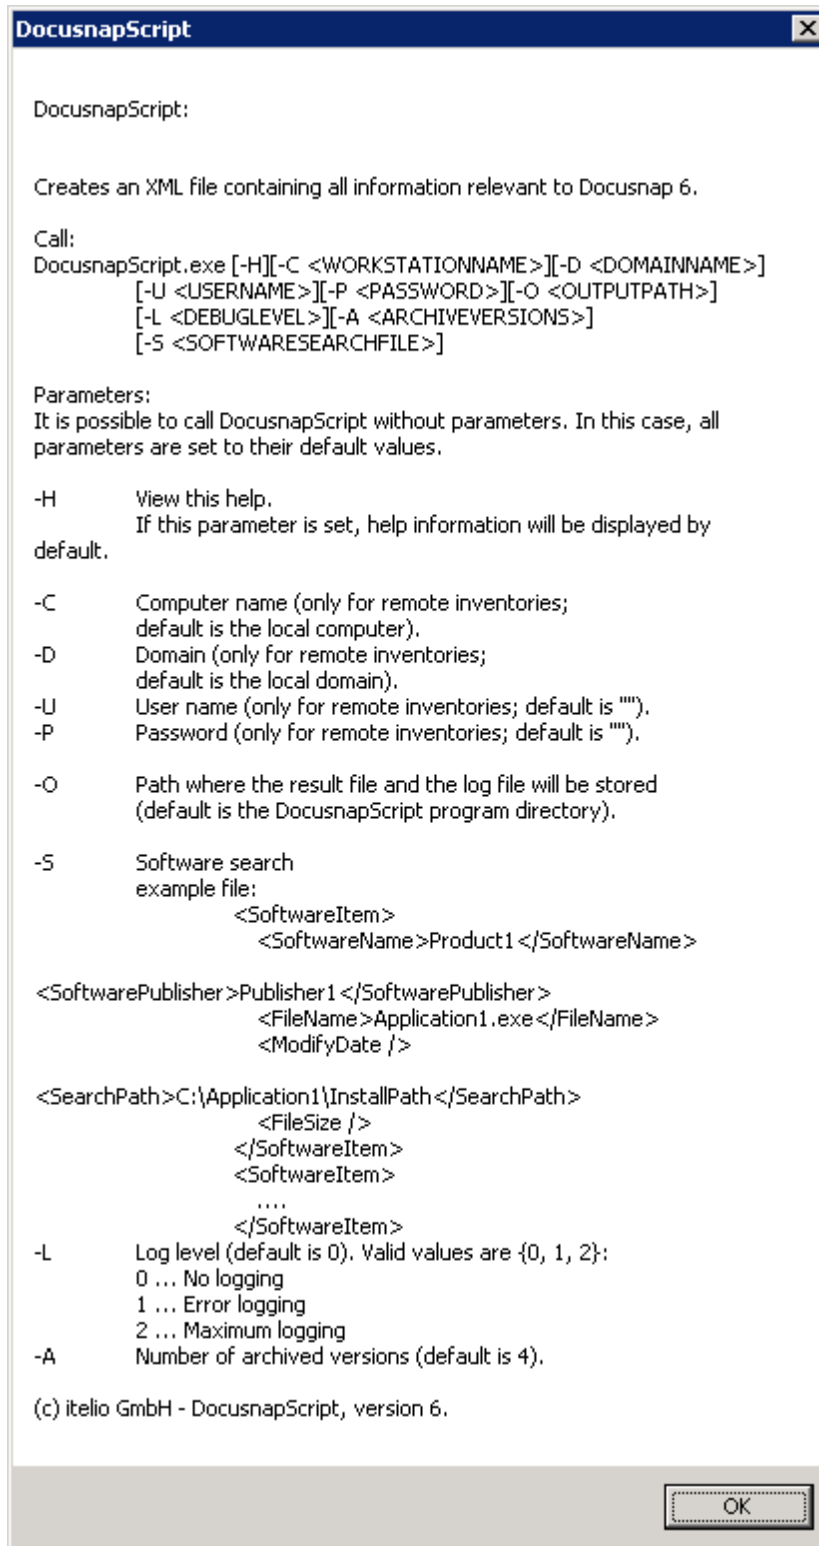 DocusnapScript
DocusnapScript:
Creates an XML file containing all information relevant to Docusnap 6.
Call:
DocusnapScript.exe [-H][-C <WORKSTATIONNAME>][-D <DOMAINNAME>]
[-U <USERNAME>][-P <PASSWORD>][-O <OUTPUTPATH>]
[-L <DEBUGLEVEL>][-A <ARCHIVEVERSIONS>]
[-S <SOFTWARESEARCHFILE>]
Parameters:
It is possible to call DocusnapScript without parameters. In this case, all
parameters are set to their default values.
-H View this help.
If this parameter is set, help information will be displayed by
default.
-C Computer name (only for remote inventories;
default is the local computer).
-D Domain (only for remote inventories;
default is the local domain).
-U User name (only for remote inventories; default is "").
-P Password (only for remote inventories; default is "").
-O Path where the result file and the log file will be stored
(default is the DocusnapScript program directory).
-S Software search
example file:
<SoftwareItem>
<SoftwareName>Product1</SoftwareName>
<SoftwarePublisher>Publisher1</SoftwarePublisher>
<FileName>Application1.exe</FileName>
<ModifyDate />
<SearchPath>C:\Application1\InstallPath</SearchPath>
<FileSize />
</SoftwareItem>
<SoftwareItem>
....
</SoftwareItem>
-L Log level (default is 0). Valid values are {0, 1, 2}:
0 ... No logging
1 ... Error logging
2 ... Maximum logging
-A Number of archived versions (default is 4).
(c) itelio GmbH - DocusnapScript, version 6.
OK